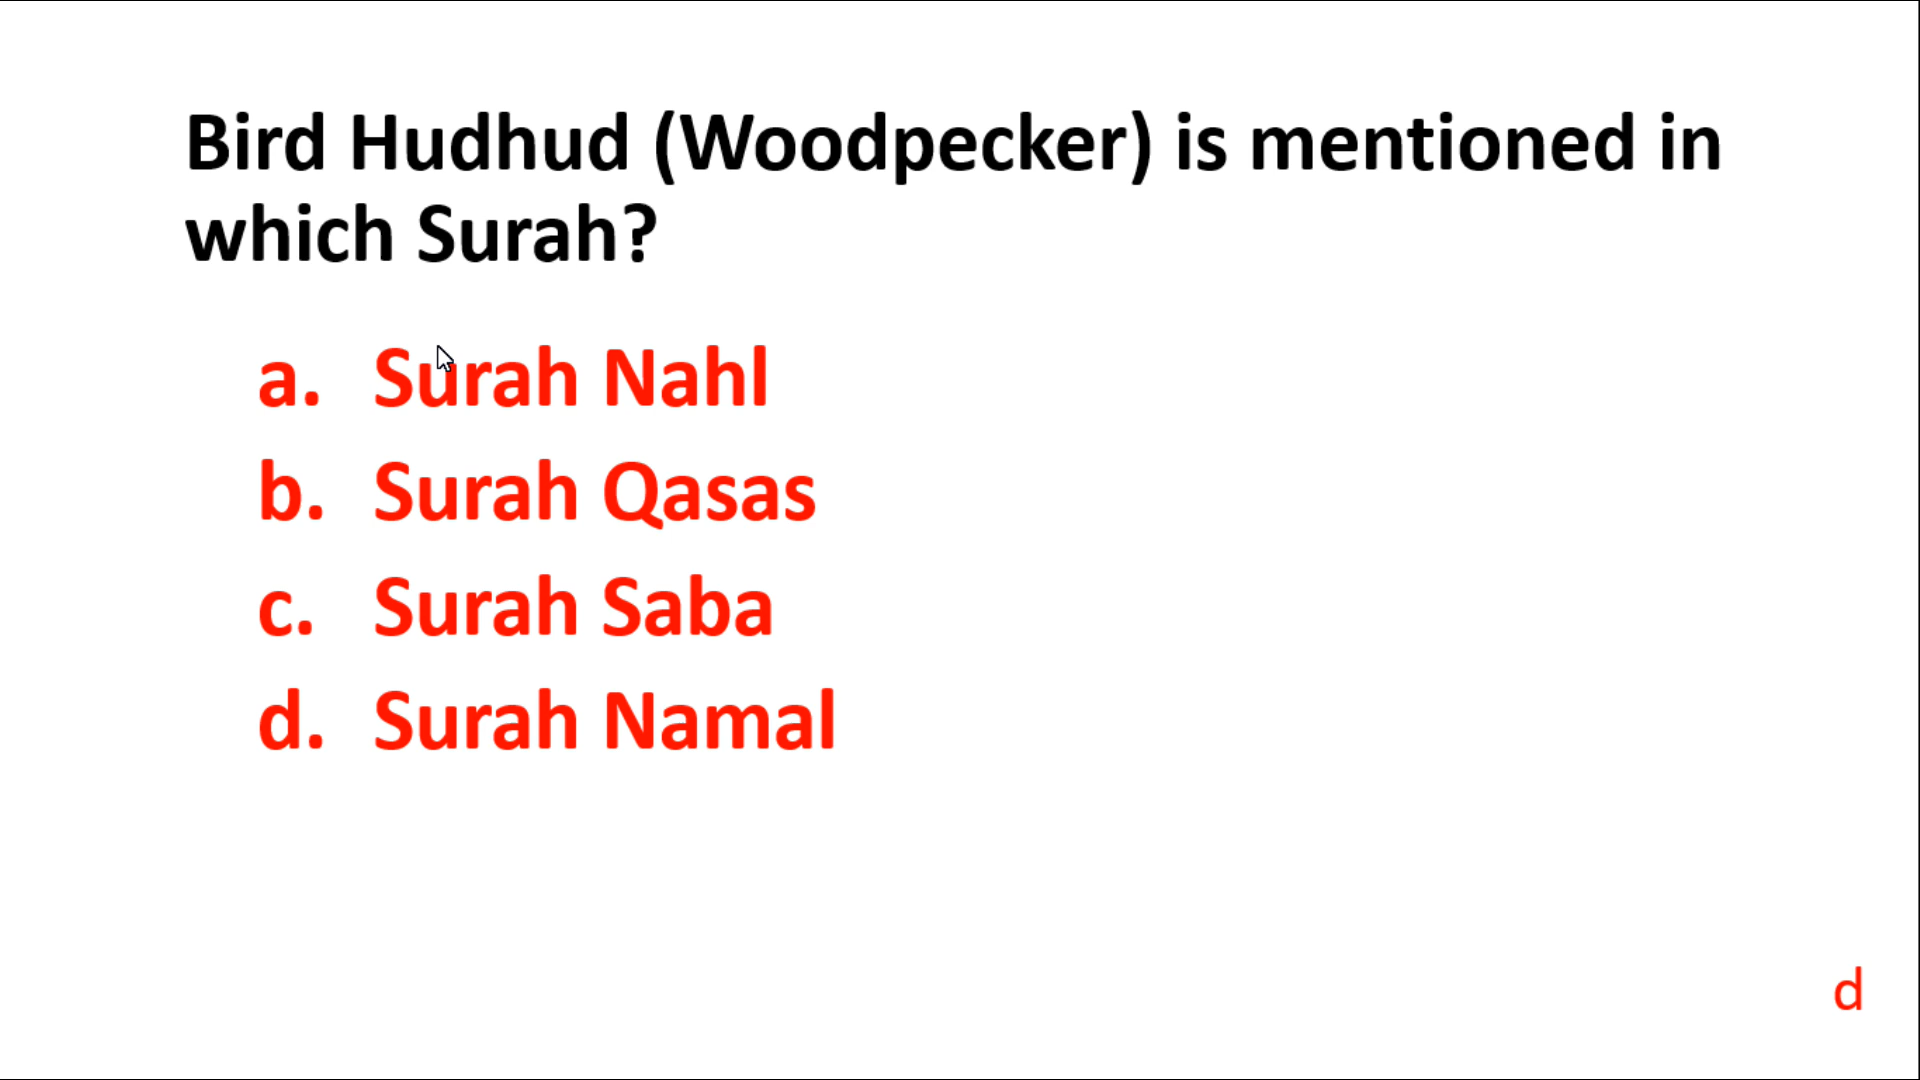 Bird Hudhud (Woodpecker) is mentioned in
which Surah?
a. Surah Nahl
b. Surah Qasas
c. Surah Saba
d. Surah Namal
d